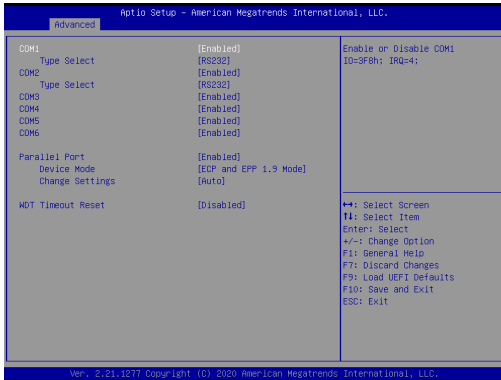 Aptio Setup – American Megatrends International, LLC.
Advanced
COM1 [Enabled]
Type Select [RS232]
COM2 [Enabled]
Type Select [RS232]
COM3 [Enabled]
COM4 [Enabled]
COM5 [Enabled]
COM6 [Enabled]
Parallel Port [Enabled]
Device Mode [ECP and EPP 1.9 Mode]
Change Settings [Auto]
WDT Timeout Reset [Disabled]
Enable or Disable COM1
IO=3F8h; IRQ=4;
↔: Select Screen
↑↓: Select Item
Enter: Select
+/-: Change Option
F1: General Help
F7: Discard Changes
F9: Load UEFI Defaults
F10: Save and Exit
ESC: Exit
Ver. 2.21.1277 Copyright (C) 2020 American Megatrends International, LLC.